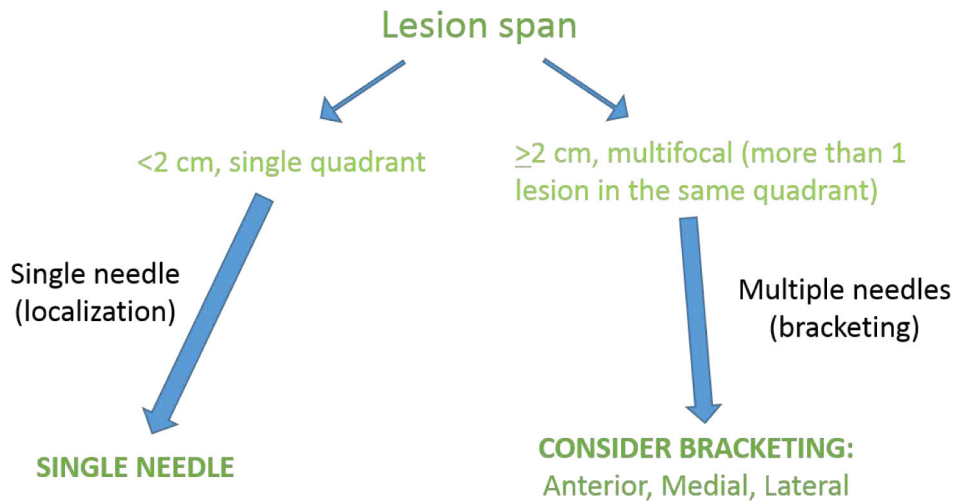 Lesion span
<2 cm, single quadrant
≥2 cm, multifocal (more than 1
lesion in the same quadrant)
Single needle
(localization)
Multiple needles
(bracketing)
SINGLE NEEDLE
CONSIDER BRACKETING:
Anterior, Medial, Lateral